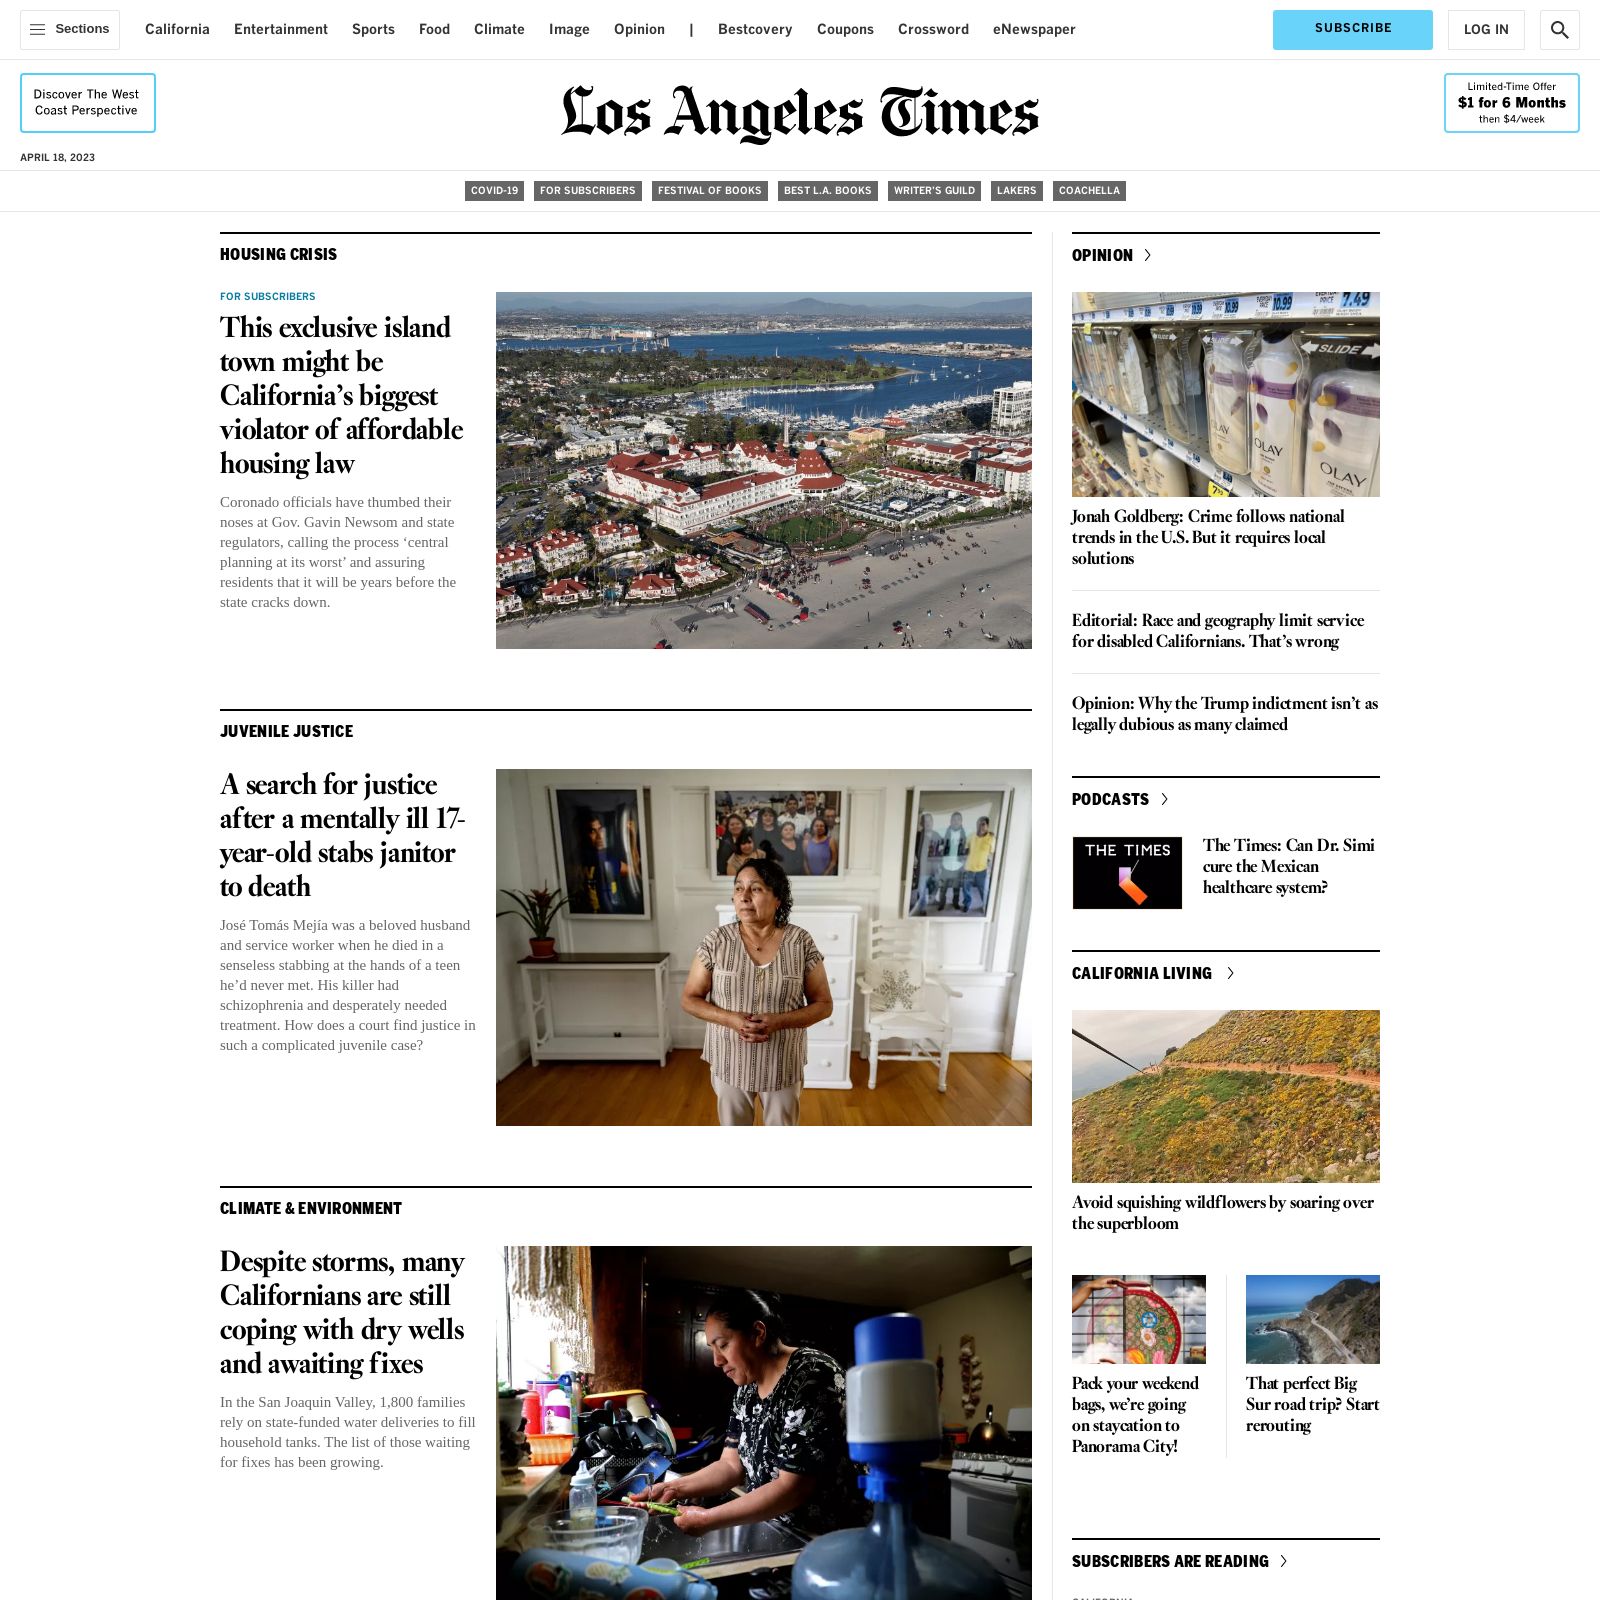 Sections
California
Entertainment
Sports
Food
Climate
Image
Opinion
|
Bestcovery
Coupons
Crossword
eNewspaper
SUBSCRIBE
LOG IN
Discover The West
Coast Perspective
Los Angeles Times
Limited-Time Offer
$1 for 6 Months
then $4/week
APRIL 18, 2023
COVID-19
FOR SUBSCRIBERS
FESTIVAL OF BOOKS
BEST L.A. BOOKS
WRITER'S GUILD
LAKERS
COACHELLA
HOUSING CRISIS
FOR SUBSCRIBERS
This exclusive island
town might be
California’s biggest
violator of affordable
housing law
Coronado officials have thumbed their
noses at Gov. Gavin Newsom and state
regulators, calling the process ‘central
planning at its worst’ and assuring
residents that it will be years before the
state cracks down.
JUVENILE JUSTICE
A search for justice
after a mentally ill 17-
year-old stabs janitor
to death
José Tomás Mejía was a beloved husband
and service worker when he died in a
senseless stabbing at the hands of a teen
he’d never met. His killer had
schizophrenia and desperately needed
treatment. How does a court find justice in
such a complicated juvenile case?
CLIMATE & ENVIRONMENT
Despite storms, many
Californians are still
coping with dry wells
and awaiting fixes
In the San Joaquin Valley, 1,800 families
rely on state-funded water deliveries to fill
household tanks. The list of those waiting
for fixes has been growing.
OPINION
10.99
PRICE 7.49
SLIDE
OLAY
OLAY
OLAY
Jonah Goldberg: Crime follows national
trends in the U.S. But it requires local
solutions
Editorial: Race and geography limit service
for disabled Californians. That’s wrong
Opinion: Why the Trump indictment isn’t as
legally dubious as many claimed
PODCASTS
THE TIMES
The Times: Can Dr. Simi
cure the Mexican
healthcare system?
CALIFORNIA LIVING
Avoid squishing wildflowers by soaring over
the superbloom
Pack your weekend
bags, we’re going
on staycation to
Panorama City!
That perfect Big
Sur road trip? Start
rerouting
SUBSCRIBERS ARE READING